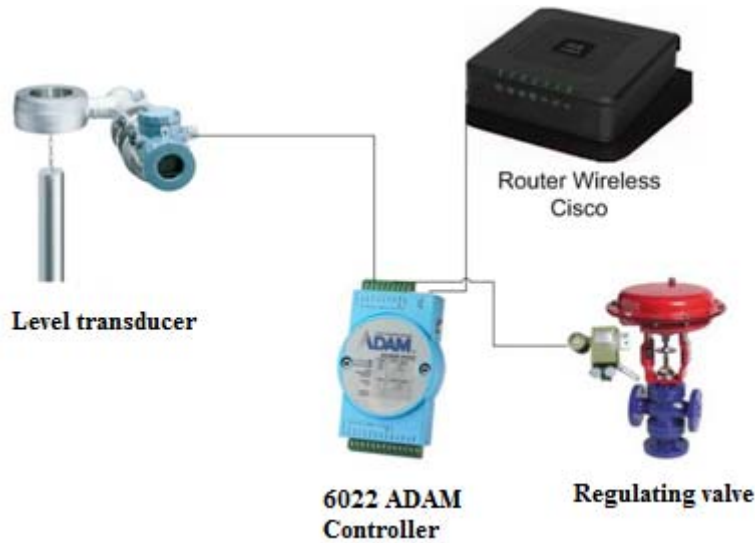 Router Wireless
Cisco
Level transducer
ADAM
6022 ADAM
Controller
Regulating valve